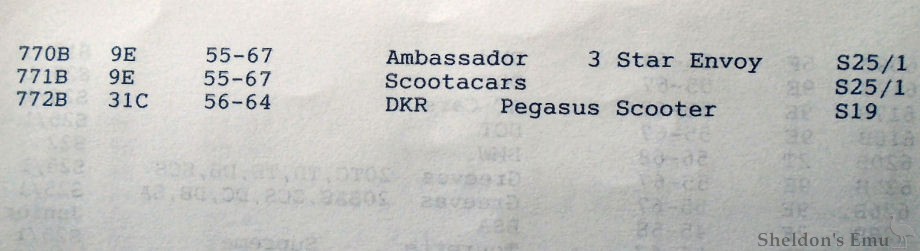 770B 9E 55-67 Ambassador 3 Star Envoy S25/1
771B 9E 55-67 Scootacars S25/1
772B 31C 56-64 DKR Pegasus Scooter S19
Sheldon's Emu